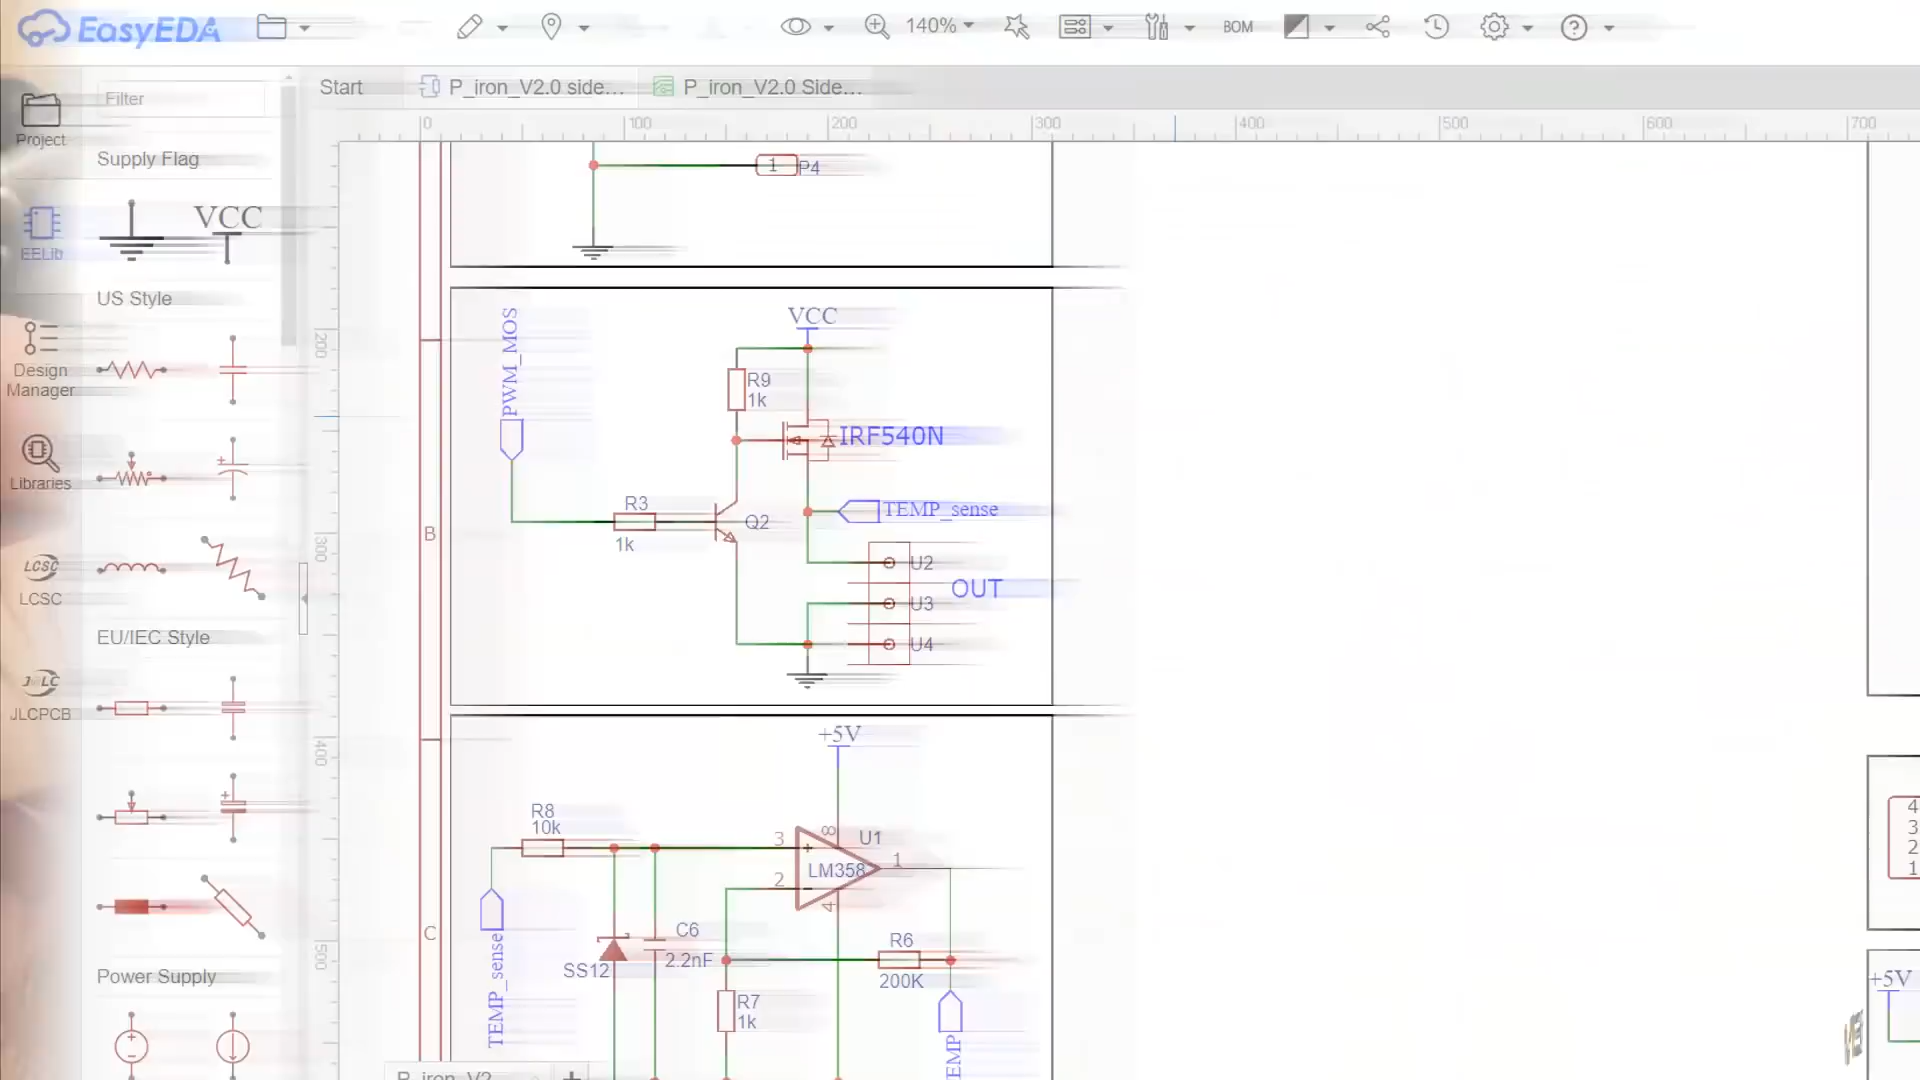 EasyEDA
140%
BOM
Filter
Start
P_iron_V2.0 side...
P_iron_V2.0 Side...
Project
Supply Flag
VCC
EELib
US Style
Design
Manager
Libraries
LCSC
LCSC
EU/IEC Style
JLCPCB
Power Supply
0
100
200
300
400
500
600
700
200
300
400
500
B
C
1
P4
PWM_MOS
VCC
R9
1k
IRF540N
R3
1k
Q2
TEMP_sense
U2
U3
U4
OUT
+5V
R8
10k
3
8
U1
LM358
1
2
4
C6
2.2nF
SS12
TEMP_sense
R6
200K
R7
1k
TEMP
4
3
2
1
+5V
P_iron_V2